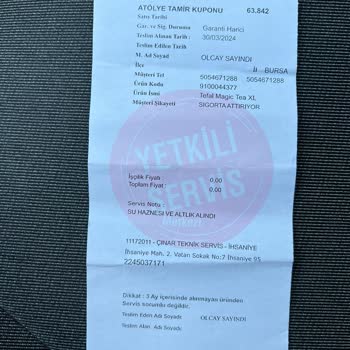 ATÖLYE TAMİR KUPONU 63.842
Satış Tarihi
Gar. ve Sig. Durumu Garanti Harici
Teslim Alınan Tarih : 30/03/2024
Teslim Edilen Tarih
M. Ad Soyad OLCAY SAYINDI
İlçe İl BURSA
Müşteri Tel 5054671288 5054671288
Ürün Kodu 9100044377
Ürün İsmi Tefal Magic Tea XL
Müşteri Şikayeti SIGORTA ATTIRIYOR
YETKİLİ
SERVİS
İşçilik Fiyatı : 0.00
Toplam Fiyat : 0.00
Servis Notu :
SU HAZNESI VE ALTLIK ALINDI
11172011 - ÇINAR TEKNİK SERVİS - İHSANİYE
İhsaniye Mah. 2. Vatan Sokak No:7 İhsaniye 95
2245037171
Dikkat : 3 Ay içerisinde alınmayan üründen
Servis sorumlu değildir.
Teslim Eden Adı Soyadı OLCAY SAYINDI
Teslim Alan Adı Soyadı